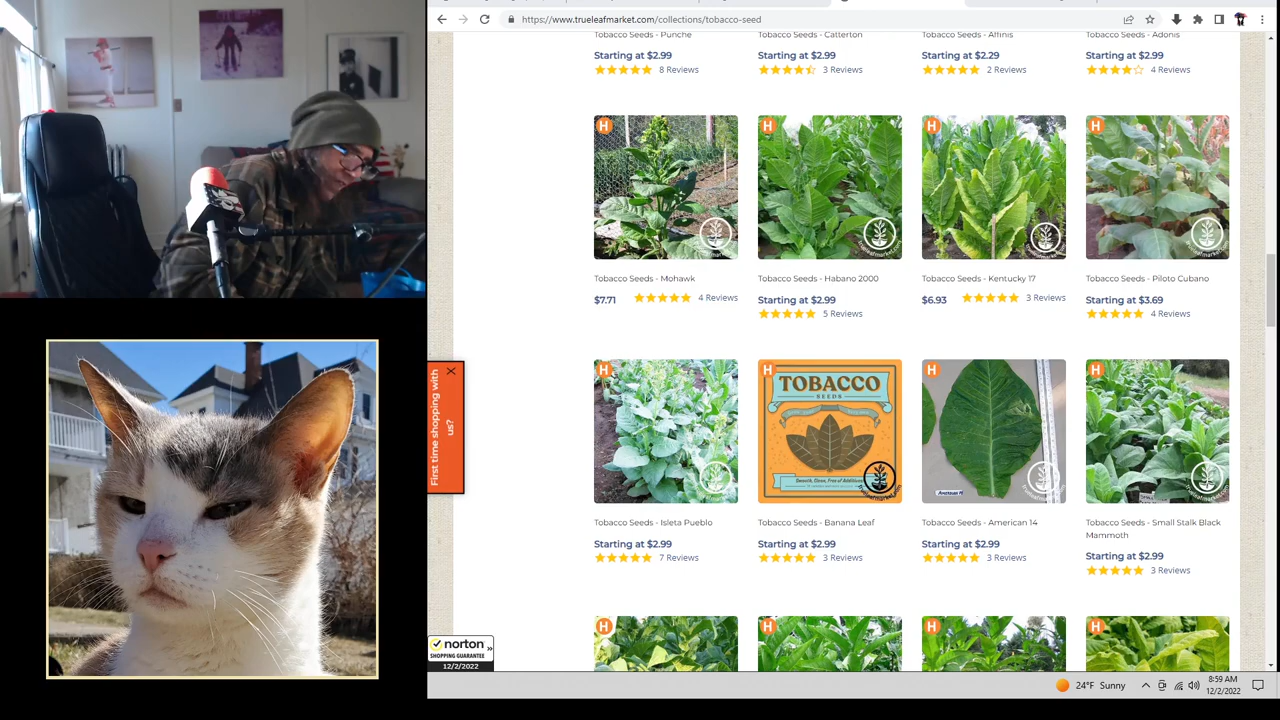 https://www.trueleafmarket.com/collections/tobacco-seed
Tobacco Seeds - Punche
Tobacco Seeds - Catterton
Tobacco Seeds - Affinis
Tobacco Seeds - Adonis
Starting at $2.99
Starting at $2.99
Starting at $2.29
Starting at $2.99
8 Reviews
3 Reviews
2 Reviews
4 Reviews
H
H
H
H
Tobacco Seeds - Mohawk
Tobacco Seeds - Habano 2000
Tobacco Seeds - Kentucky 17
Tobacco Seeds - Piloto Cubano
$7.71
4 Reviews
Starting at $2.99
5 Reviews
$6.93
3 Reviews
Starting at $3.69
4 Reviews
First time shopping with
us?
H
H
TOBACCO
SEEDS
H
H
Tobacco Seeds - Isleta Pueblo
Tobacco Seeds - Banana Leaf
Tobacco Seeds - American 14
Tobacco Seeds - Small Stalk Black
Mammoth
Starting at $2.99
7 Reviews
Starting at $2.99
3 Reviews
Starting at $2.99
3 Reviews
Starting at $2.99
3 Reviews
H
H
H
H
norton
SHOPPING GUARANTEE
12/2/2022
24°F Sunny
8:59 AM
12/2/2022